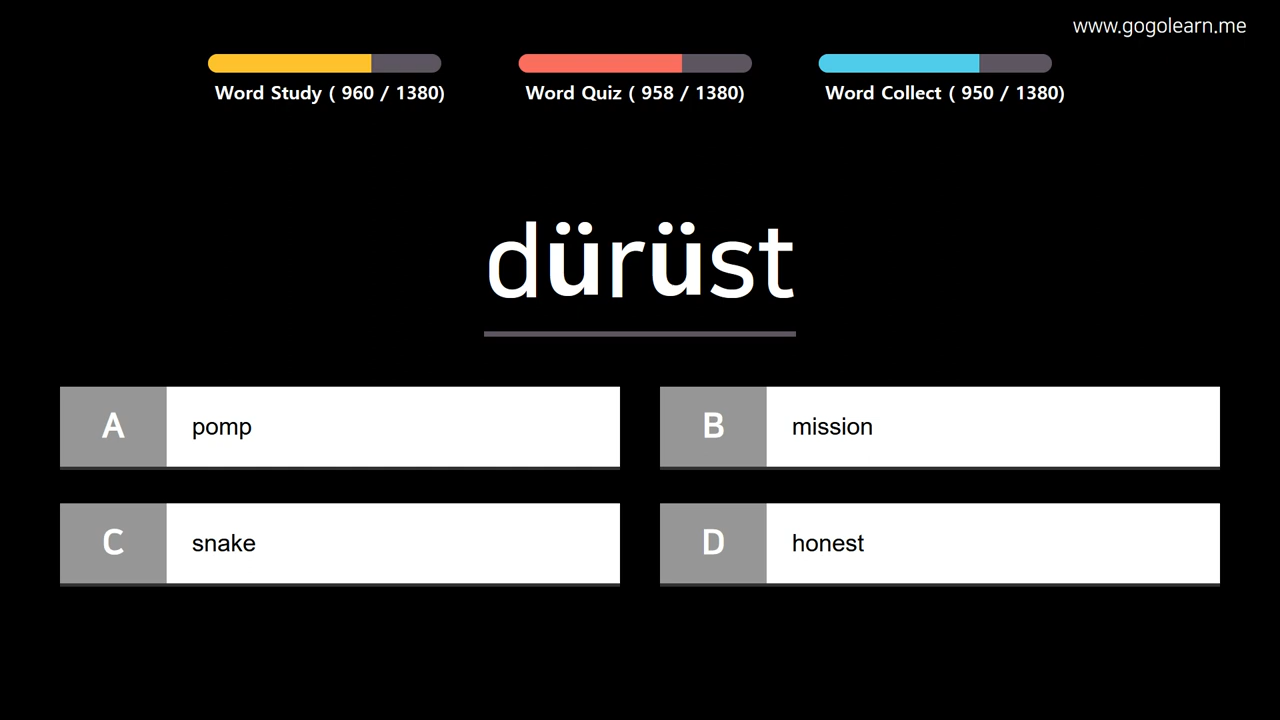 www.gogolearn.me
Word Study ( 960 / 1380)
Word Quiz ( 958 / 1380)
Word Collect ( 950 / 1380)
dürüst
A pomp
B mission
C snake
D honest